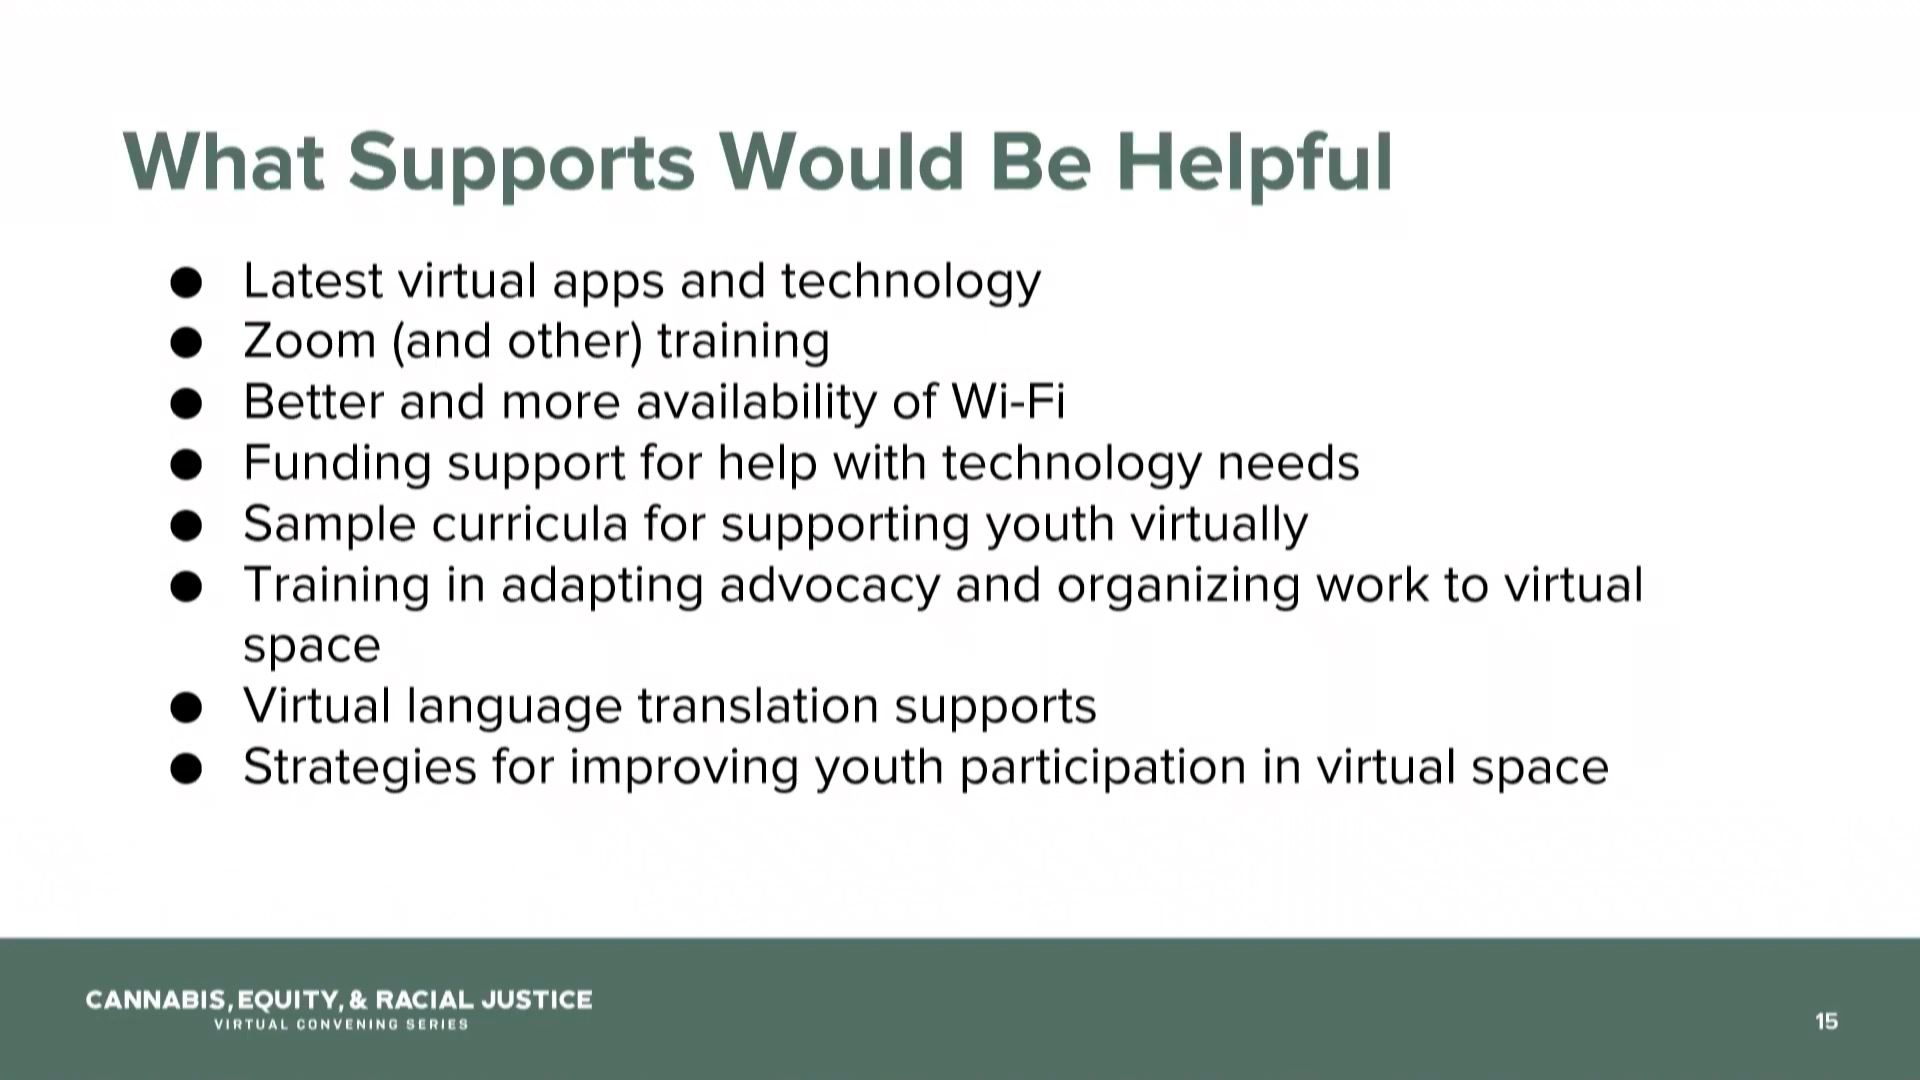 What Supports Would Be Helpful
● Latest virtual apps and technology
● Zoom (and other) training
● Better and more availability of Wi-Fi
● Funding support for help with technology needs
● Sample curricula for supporting youth virtually
● Training in adapting advocacy and organizing work to virtual
space
● Virtual language translation supports
● Strategies for improving youth participation in virtual space
CANNABIS, EQUITY, & RACIAL JUSTICE
VIRTUAL CONVENING SERIES
15